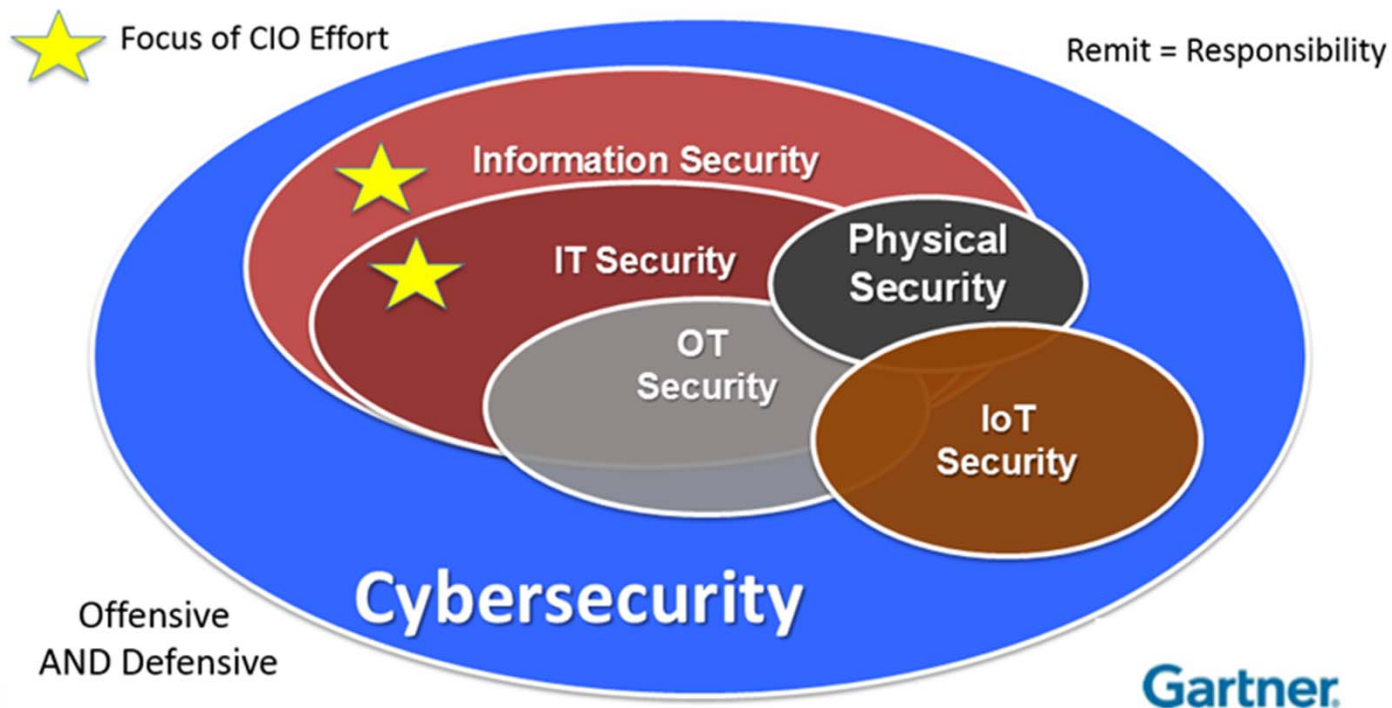 Focus of CIO Effort
Remit = Responsibility
Information Security
IT Security
Physical
Security
OT
Security
IoT
Security
Cybersecurity
Offensive
AND Defensive
Gartner.